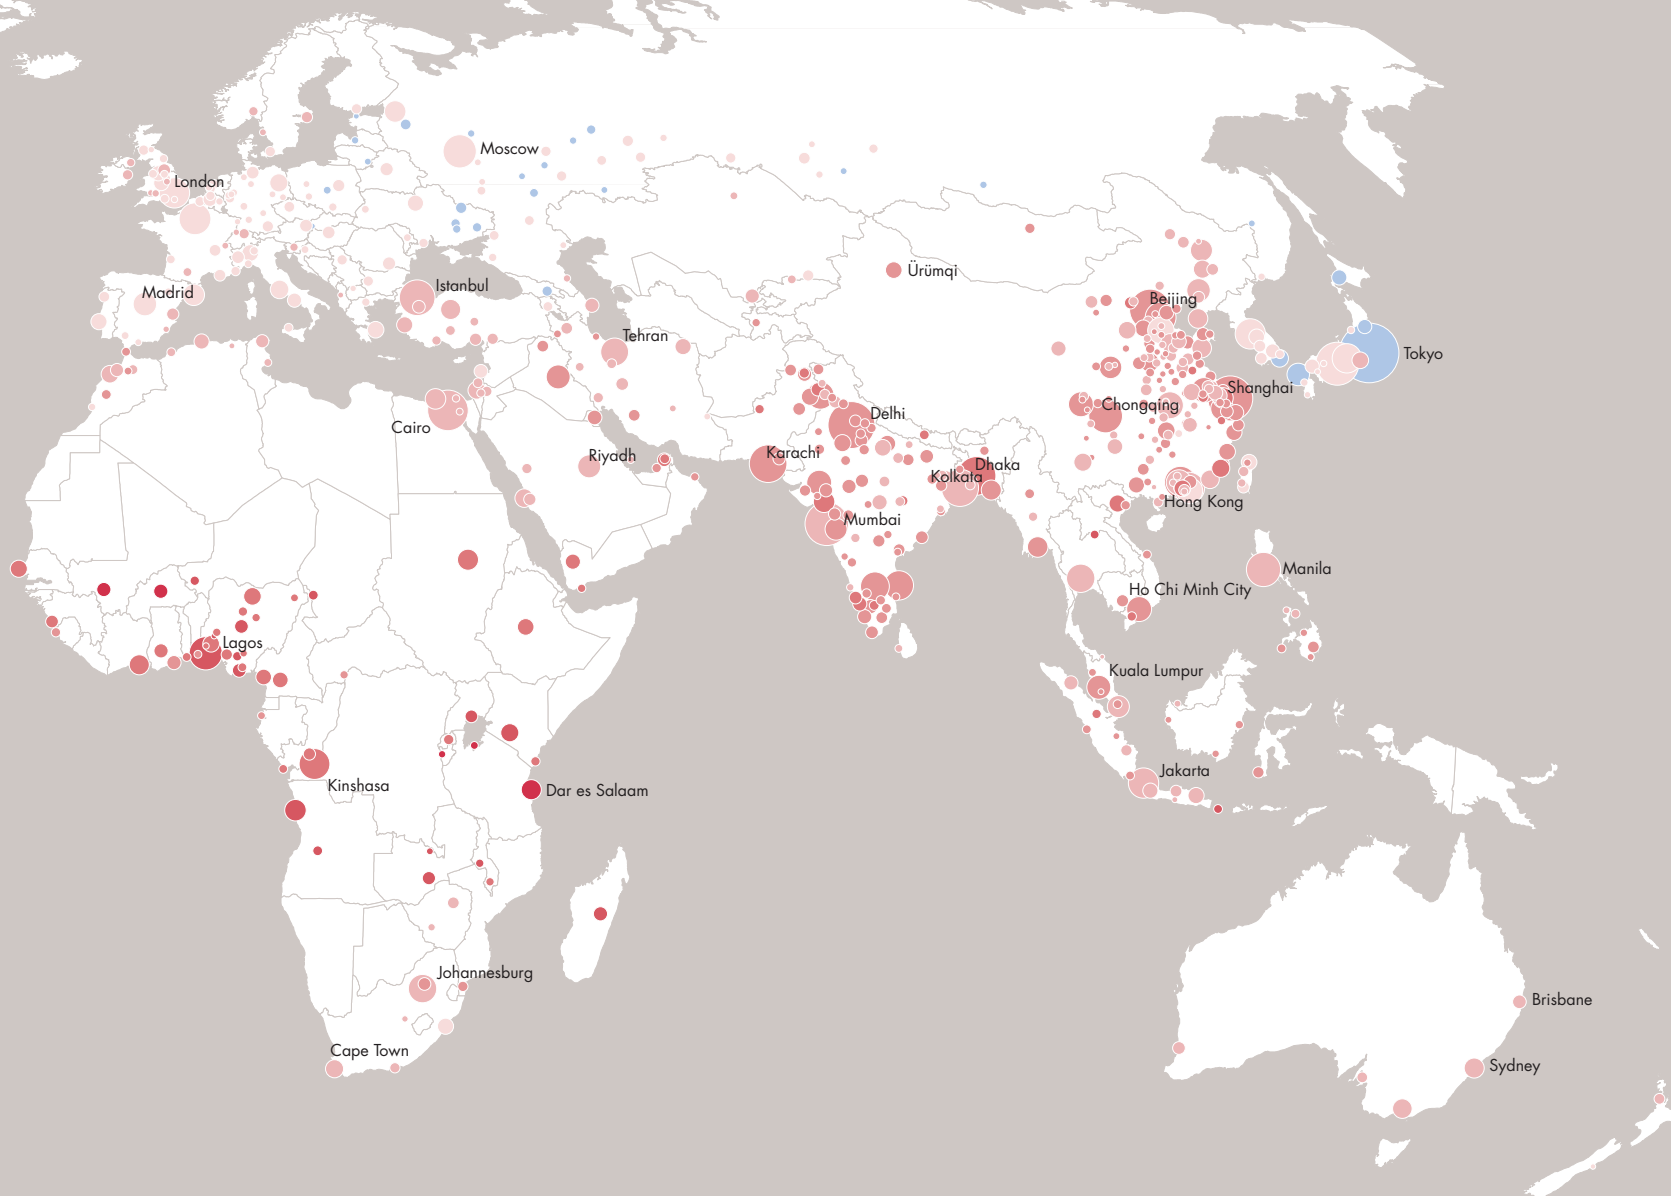 Moscow
London
Ürümqi
Madrid
Istanbul
Beijing
Tehran
Tokyo
Shanghai
Chongqing
Delhi
Cairo
Riyadh
Karachi
Dhaka
Kolkata
Hong Kong
Mumbai
Manila
Ho Chi Minh City
Lagos
Kuala Lumpur
Jakarta
Kinshasa
Dar es Salaam
Johannesburg
Brisbane
Cape Town
Sydney